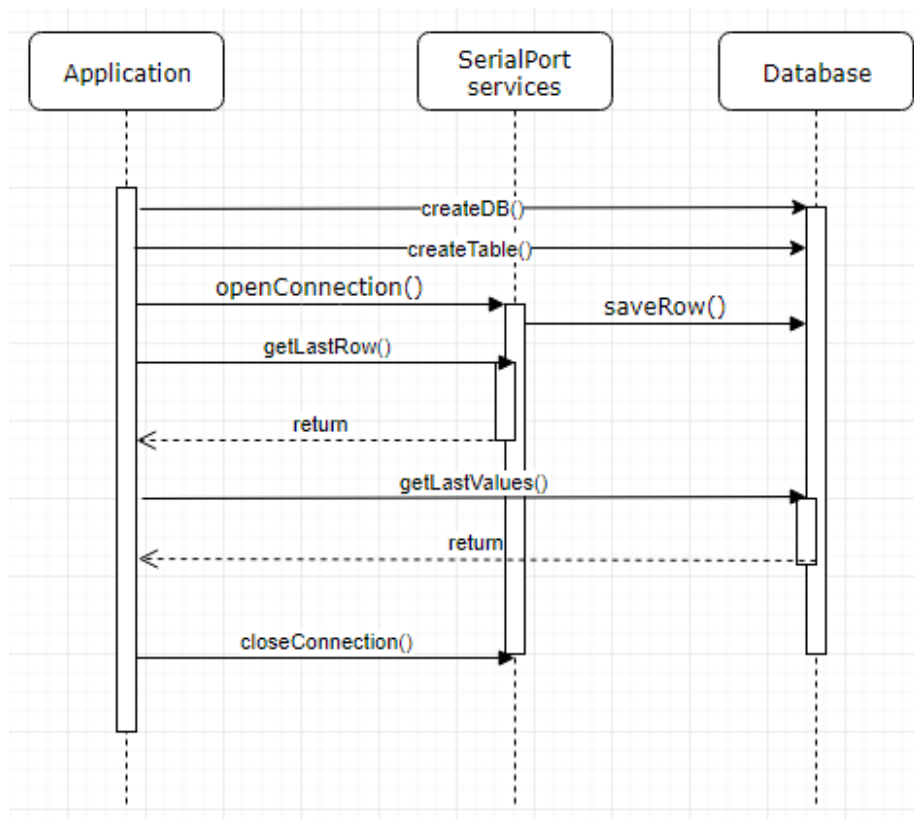 Application
SerialPort
services
Database
createDB()
createTable()
openConnection()
saveRow()
getLastRow()
return
getLastValues()
return
closeConnection()